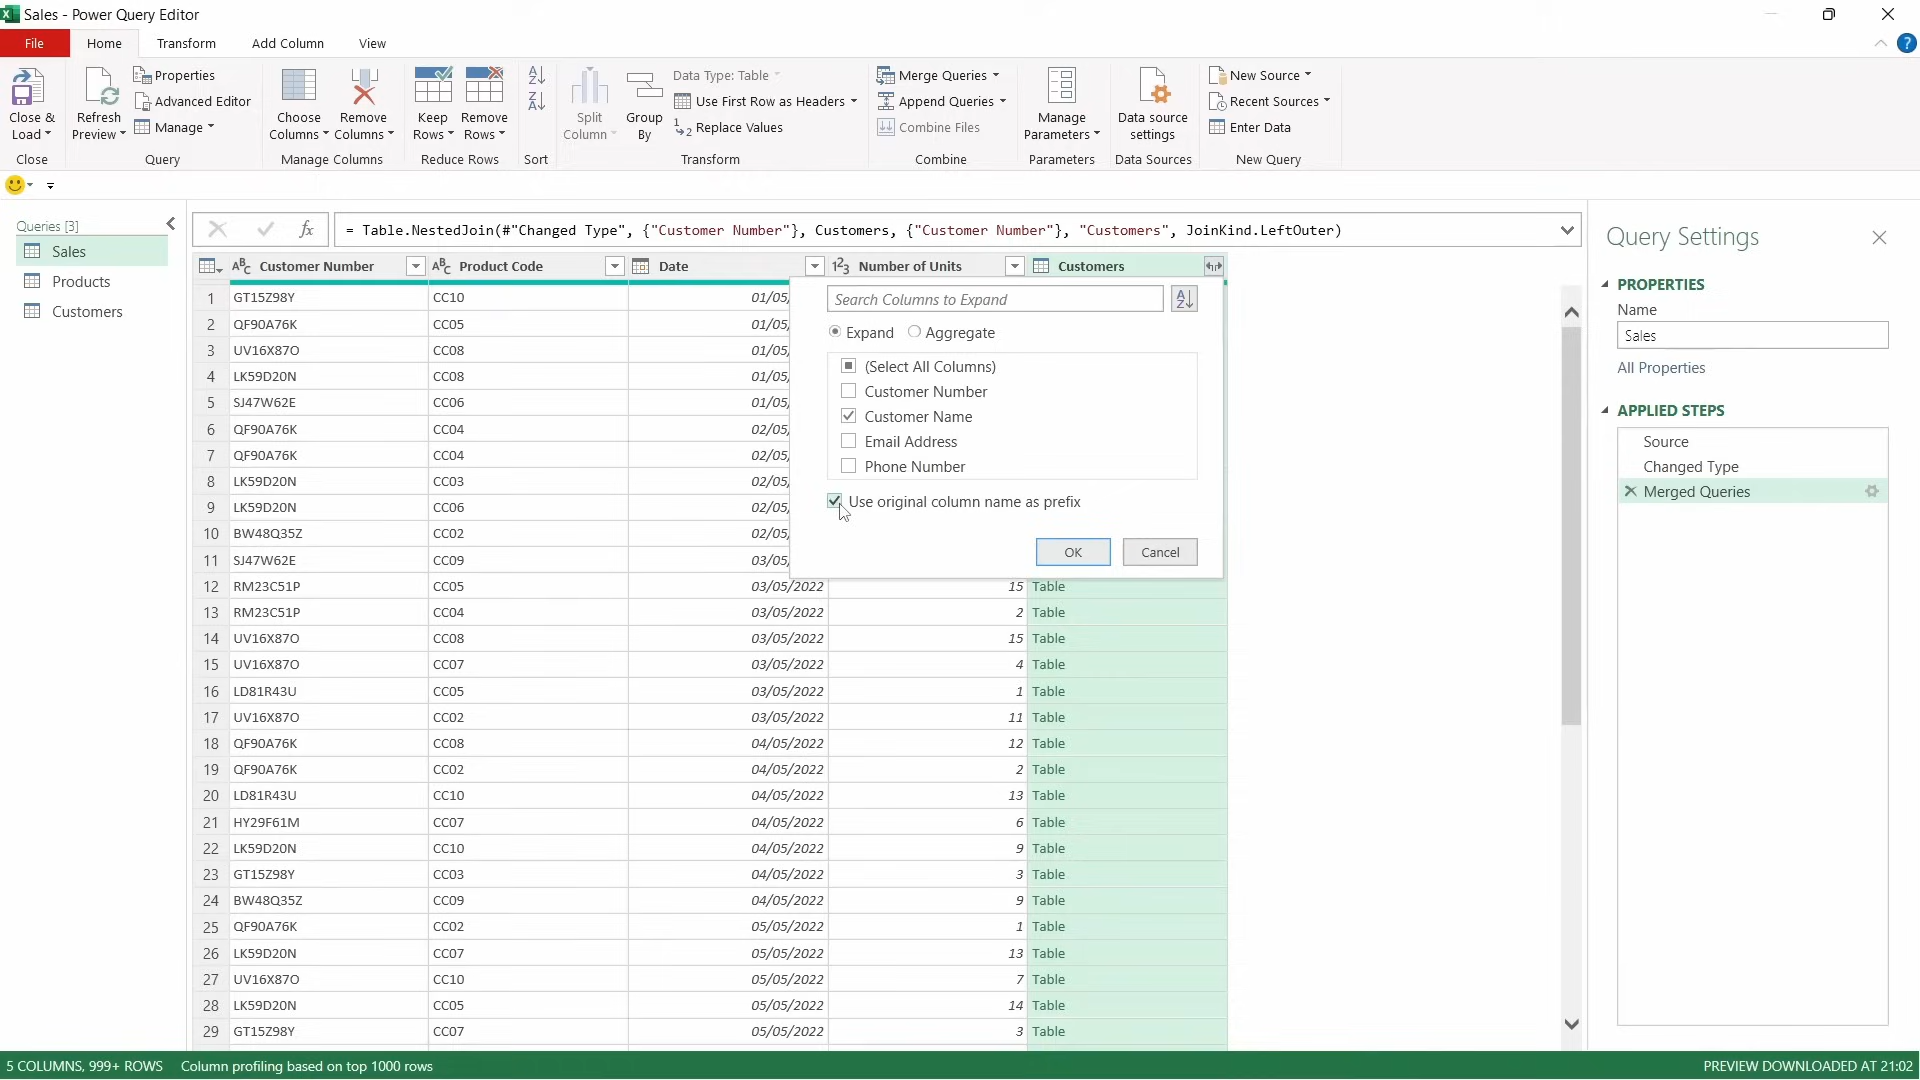 Sales - Power Query Editor
File Home Transform Add Column View
Close & Load
Close
Refresh Preview
Properties
Advanced Editor
Manage
Query
Choose Columns
Remove Columns
Manage Columns
Keep Rows
Remove Rows
Reduce Rows
Sort
Split Column
Group By
Data Type: Table
Use First Row as Headers
Replace Values
Transform
Merge Queries
Append Queries
Combine Files
Combine
Manage Parameters
Parameters
Data source settings
Data Sources
New Source
Recent Sources
Enter Data
New Query
Queries [3]
Sales
Products
Customers
fx = Table.NestedJoin(#"Changed Type", {"Customer Number"}, Customers, {"Customer Number"}, "Customers", JoinKind.LeftOuter)
Customer Number Product Code Date Number of Units Customers
1 GT15Z98Y CC10 01/05/
2 QF90A76K CC05 01/05/
3 UV16X87O CC08 01/05/
4 LK59D20N CC08 01/05/
5 SJ47W62E CC06 01/05/
6 QF90A76K CC04 02/05/
7 QF90A76K CC04 02/05/
8 LK59D20N CC03 02/05/
9 LK59D20N CC06 02/05/
10 BW48Q35Z CC02 02/05/
11 SJ47W62E CC09 03/05/
12 RM23C51P CC05 03/05/2022 15 Table
13 RM23C51P CC04 03/05/2022 2 Table
14 UV16X87O CC08 03/05/2022 15 Table
15 UV16X87O CC07 03/05/2022 4 Table
16 LD81R43U CC05 03/05/2022 1 Table
17 UV16X87O CC02 03/05/2022 11 Table
18 QF90A76K CC08 04/05/2022 12 Table
19 QF90A76K CC02 04/05/2022 2 Table
20 LD81R43U CC10 04/05/2022 13 Table
21 HY29F61M CC07 04/05/2022 6 Table
22 LK59D20N CC10 04/05/2022 9 Table
23 GT15Z98Y CC03 04/05/2022 3 Table
24 BW48Q35Z CC09 04/05/2022 9 Table
25 QF90A76K CC02 05/05/2022 1 Table
26 LK59D20N CC07 05/05/2022 13 Table
27 UV16X87O CC10 05/05/2022 7 Table
28 LK59D20N CC05 05/05/2022 14 Table
29 GT15Z98Y CC07 05/05/2022 3 Table
Search Columns to Expand
Expand Aggregate
(Select All Columns)
Customer Number
Customer Name
Email Address
Phone Number
Use original column name as prefix
OK Cancel
Query Settings
PROPERTIES
Name
Sales
All Properties
APPLIED STEPS
Source
Changed Type
Merged Queries
5 COLUMNS, 999+ ROWS Column profiling based on top 1000 rows
PREVIEW DOWNLOADED AT 21:02